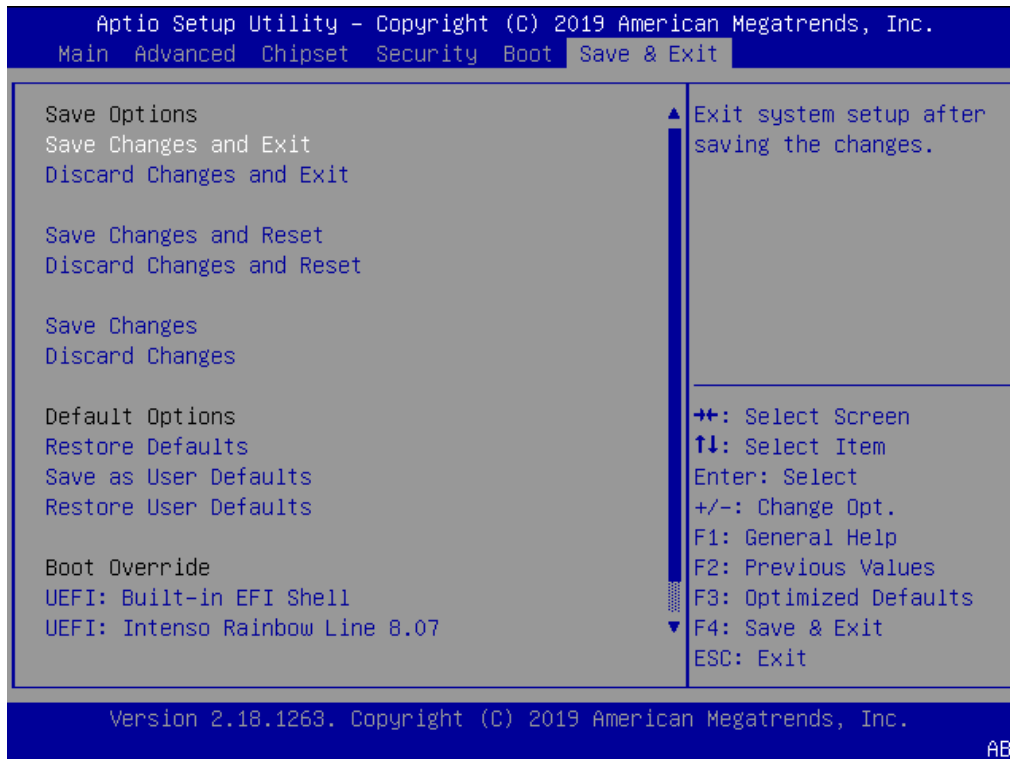 Aptio Setup Utility – Copyright (C) 2019 American Megatrends, Inc.
Main Advanced Chipset Security Boot Save & Exit
Save Options
Save Changes and Exit
Discard Changes and Exit
Save Changes and Reset
Discard Changes and Reset
Save Changes
Discard Changes
Default Options
Restore Defaults
Save as User Defaults
Restore User Defaults
Boot Override
UEFI: Built-in EFI Shell
UEFI: Intenso Rainbow Line 8.07
Exit system setup after
saving the changes.
→←: Select Screen
↑↓: Select Item
Enter: Select
+/-: Change Opt.
F1: General Help
F2: Previous Values
F3: Optimized Defaults
F4: Save & Exit
ESC: Exit
Version 2.18.1263. Copyright (C) 2019 American Megatrends, Inc.
AB